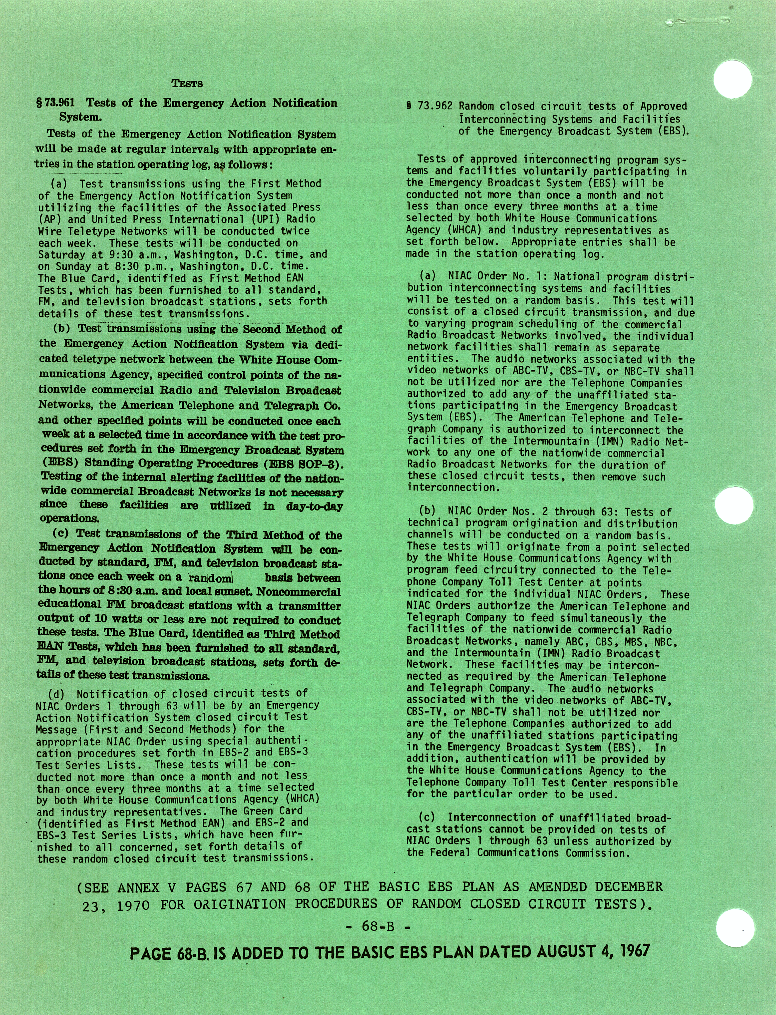 TESTS
§ 73.961 Tests of the Emergency Action Notification
System.
Tests of the Emergency Action Notification System
will be made at regular intervals with appropriate en-
tries in the station operating log, as follows:
(a) Test transmissions using the First Method
of the Emergency Action Notification System
utilizing the facilities of the Associated Press
(AP) and United Press International (UPI) Radio
Wire Teletype Networks will be conducted twice
each week. These tests will be conducted on
Saturday at 9:30 a.m., Washington, D.C. time, and
on Sunday at 8:30 p.m., Washington, D.C. time.
The Blue Card, identified as First Method EAN
Tests, which has been furnished to all standard,
FM, and television broadcast stations, sets forth
details of these test transmissions.
(b) Test transmissions using the Second Method of
the Emergency Action Notification System via dedi-
cated teletype network between the White House Com-
munications Agency, specified control points of the na-
tionwide commercial Radio and Television Broadcast
Networks, the American Telephone and Telegraph Co.
and other specified points will be conducted once each
week at a selected time in accordance with the test pro-
cedures set forth in the Emergency Broadcast System
(EBS) Standing Operating Procedures (EBS SOP-3).
Testing of the internal alerting facilities of the nation-
wide commercial Broadcast Networks is not necessary
since these facilities are utilized in day-to-day
operations.
(c) Test transmissions of the Third Method of the
Emergency Action Notification System will be con-
ducted by standard, FM, and television broadcast sta-
tions once each week on a random basis between
the hours of 8:30 a.m. and local sunset. Noncommercial
educational FM broadcast stations with a transmitter
output of 10 watts or less are not required to conduct
these tests. The Blue Card, identified as Third Method
EAN Tests, which has been furnished to all standard,
FM, and television broadcast stations, sets forth de-
tails of these test transmissions.
(d) Notification of closed circuit tests of
NIAC Orders 1 through 63 will be by an Emergency
Action Notification System closed circuit Test
Message (First and Second Methods) for the
appropriate NIAC Order using special authenti-
cation procedures set forth in EBS-2 and EBS-3
Test Series Lists. These tests will be con-
ducted not more than once a month and not less
than once every three months at a time selected
by both White House Communications Agency (WHCA)
and industry representatives. The Green Card
(identified as First Method EAN) and EBS-2 and
EBS-3 Test Series Lists, which have been fur-
nished to all concerned, set forth details of
these random closed circuit test transmissions.
§ 73.962 Random closed circuit tests of Approved
Interconnecting Systems and Facilities
of the Emergency Broadcast System (EBS).
Tests of approved interconnecting program sys-
tems and facilities voluntarily participating in
the Emergency Broadcast System (EBS) will be
conducted not more than once a month and not
less than once every three months at a time
selected by both White House Communications
Agency (WHCA) and industry representatives as
set forth below. Appropriate entries shall be
made in the station operating log.
(a) NIAC Order No. 1: National program distri-
bution interconnecting systems and facilities
will be tested on a random basis. This test will
consist of a closed circuit transmission, and due
to varying program scheduling of the commercial
Radio Broadcast Networks involved, the individual
network facilities shall remain as separate
entities. The audio networks associated with the
video networks of ABC-TV, CBS-TV, or NBC-TV shall
not be utilized nor are the Telephone Companies
authorized to add any of the unaffiliated sta-
tions participating in the Emergency Broadcast
System (EBS). The American Telephone and Tele-
graph Company is authorized to interconnect the
facilities of the Intermountain (IMN) Radio Net-
work to any one of the nationwide commercial
Radio Broadcast Networks for the duration of
these closed circuit tests, then remove such
interconnection.
(b) NIAC Order Nos. 2 through 63: Tests of
technical program origination and distribution
channels will be conducted on a random basis.
These tests will originate from a point selected
by the White House Communications Agency with
program feed circuitry connected to the Tele-
phone Company Toll Test Center at points
indicated for the individual NIAC Orders. These
NIAC Orders authorize the American Telephone and
Telegraph Company to feed simultaneously the
facilities of the nationwide commercial Radio
Broadcast Networks, namely ABC, CBS, MBS, NBC,
and the Intermountain (IMN) Radio Broadcast
Network. These facilities may be intercon-
nected as required by the American Telephone
and Telegraph Company. The audio networks
associated with the video networks of ABC-TV,
CBS-TV, or NBC-TV shall not be utilized nor
are the Telephone Companies authorized to add
any of the unaffiliated stations participating
in the Emergency Broadcast System (EBS). In
addition, authentication will be provided by
the White House Communications Agency to the
Telephone Company Toll Test Center responsible
for the particular order to be used.
(c) Interconnection of unaffiliated broad-
cast stations cannot be provided on tests of
NIAC Orders 1 through 63 unless authorized by
the Federal Communications Commission.
(SEE ANNEX V PAGES 67 AND 68 OF THE BASIC EBS PLAN AS AMENDED DECEMBER
23, 1970 FOR ORIGINATION PROCEDURES OF RANDOM CLOSED CIRCUIT TESTS).
- 68-B -
PAGE 68-B. IS ADDED TO THE BASIC EBS PLAN DATED AUGUST 4, 1967